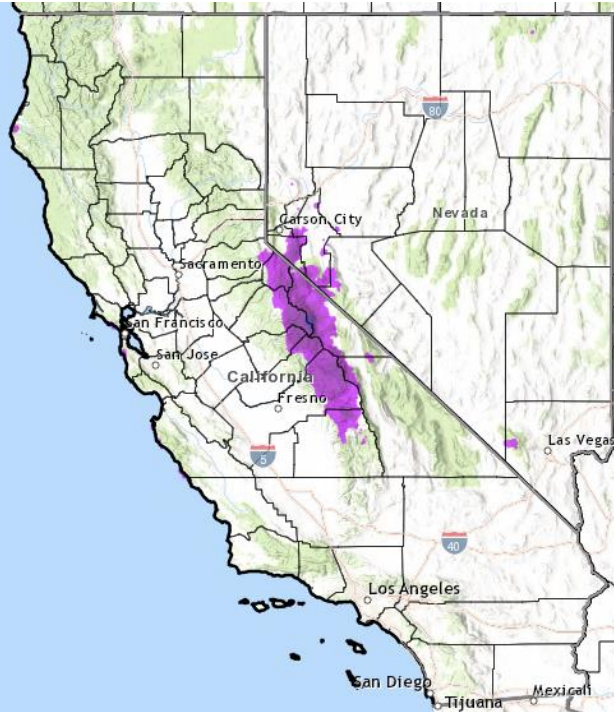 80
Carson City
Nevada
Sacramento
San Francisco
San Jose
California
Fresno
Las Vegas
5
40
Los Angeles
San Diego
Mexicali
Tijuana